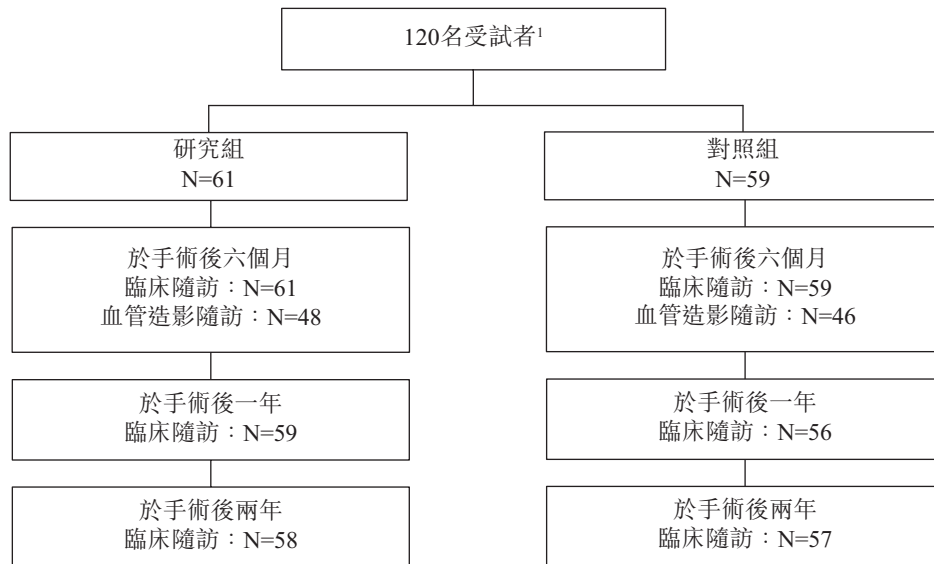 120名受試者¹
研究組
N=61
對照組
N=59
於手術後六個月
臨床隨訪：N=61
血管造影隨訪：N=48
於手術後六個月
臨床隨訪：N=59
血管造影隨訪：N=46
於手術後一年
臨床隨訪：N=59
於手術後一年
臨床隨訪：N=56
於手術後兩年
臨床隨訪：N=58
於手術後兩年
臨床隨訪：N=57